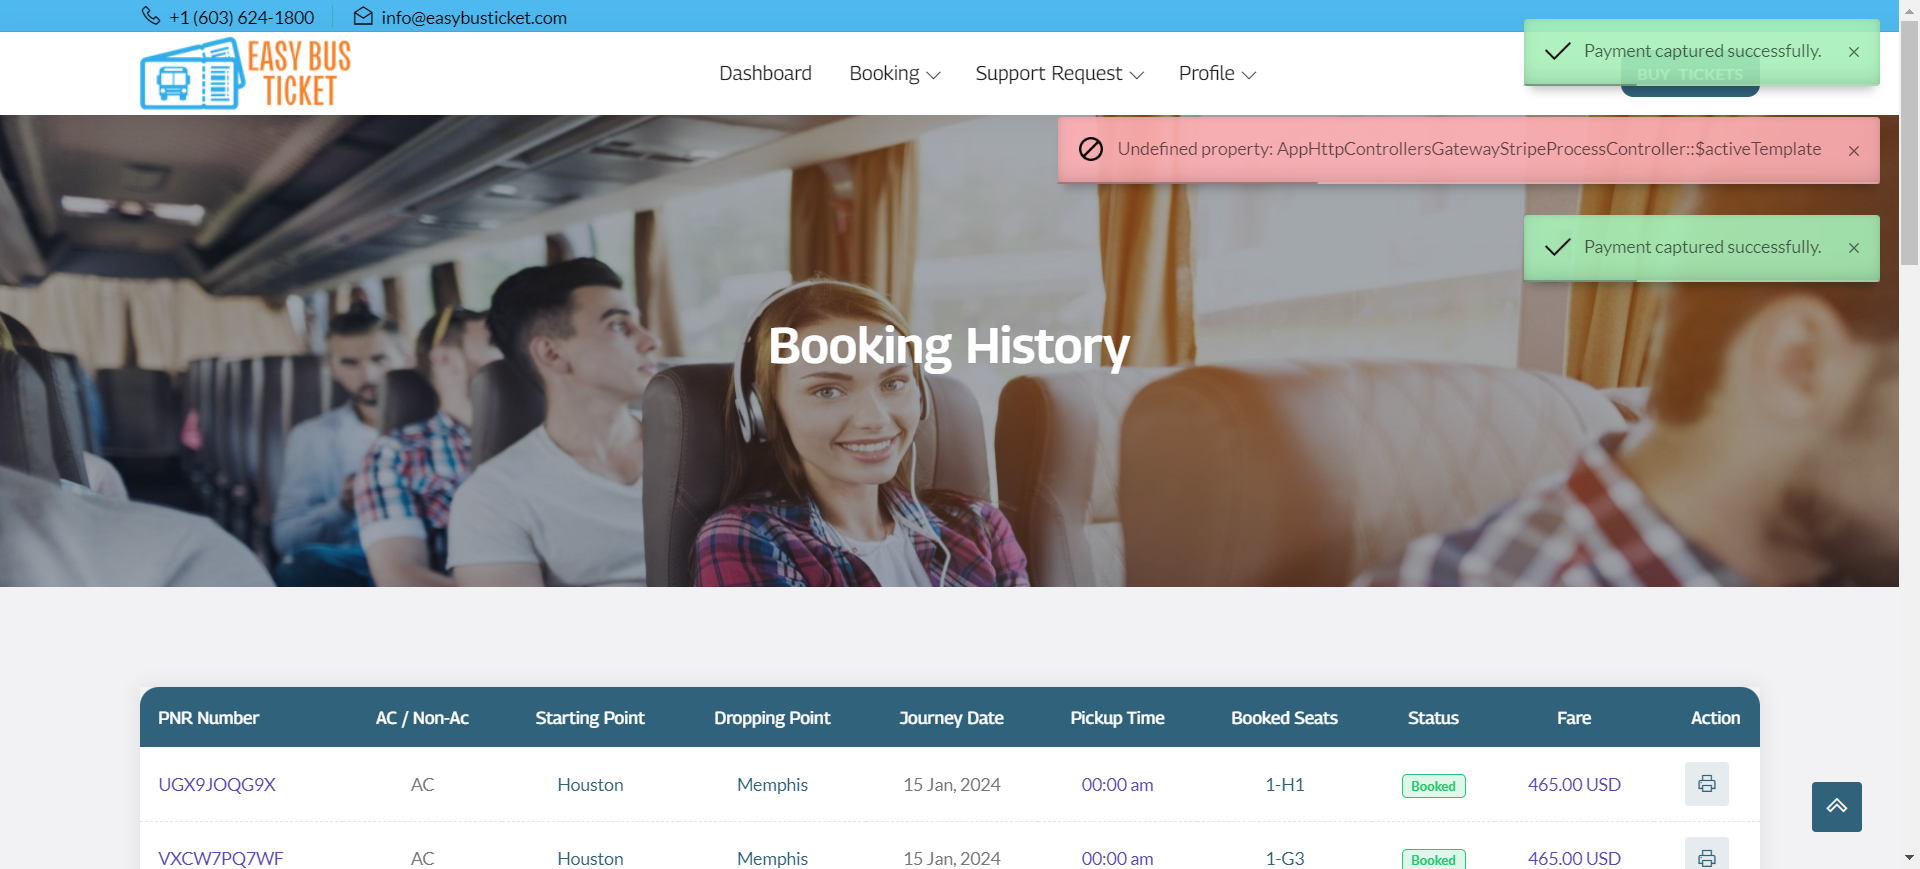 +1 (603) 624-1800
info@easybusticket.com
EASY BUS
TICKET
Dashboard
Booking
Support Request
Profile
BUY TICKETS
Payment captured successfully.
Undefined property: AppHttpControllersGatewayStripeProcessController::$activeTemplate
Payment captured successfully.
Booking History
PNR Number AC / Non-Ac Starting Point Dropping Point Journey Date Pickup Time Booked Seats Status Fare Action
UGX9JOQG9X AC Houston Memphis 15 Jan, 2024 00:00 am 1-H1 Booked 465.00 USD
VXCW7PQ7WF AC Houston Memphis 15 Jan, 2024 00:00 am 1-G3 Booked 465.00 USD